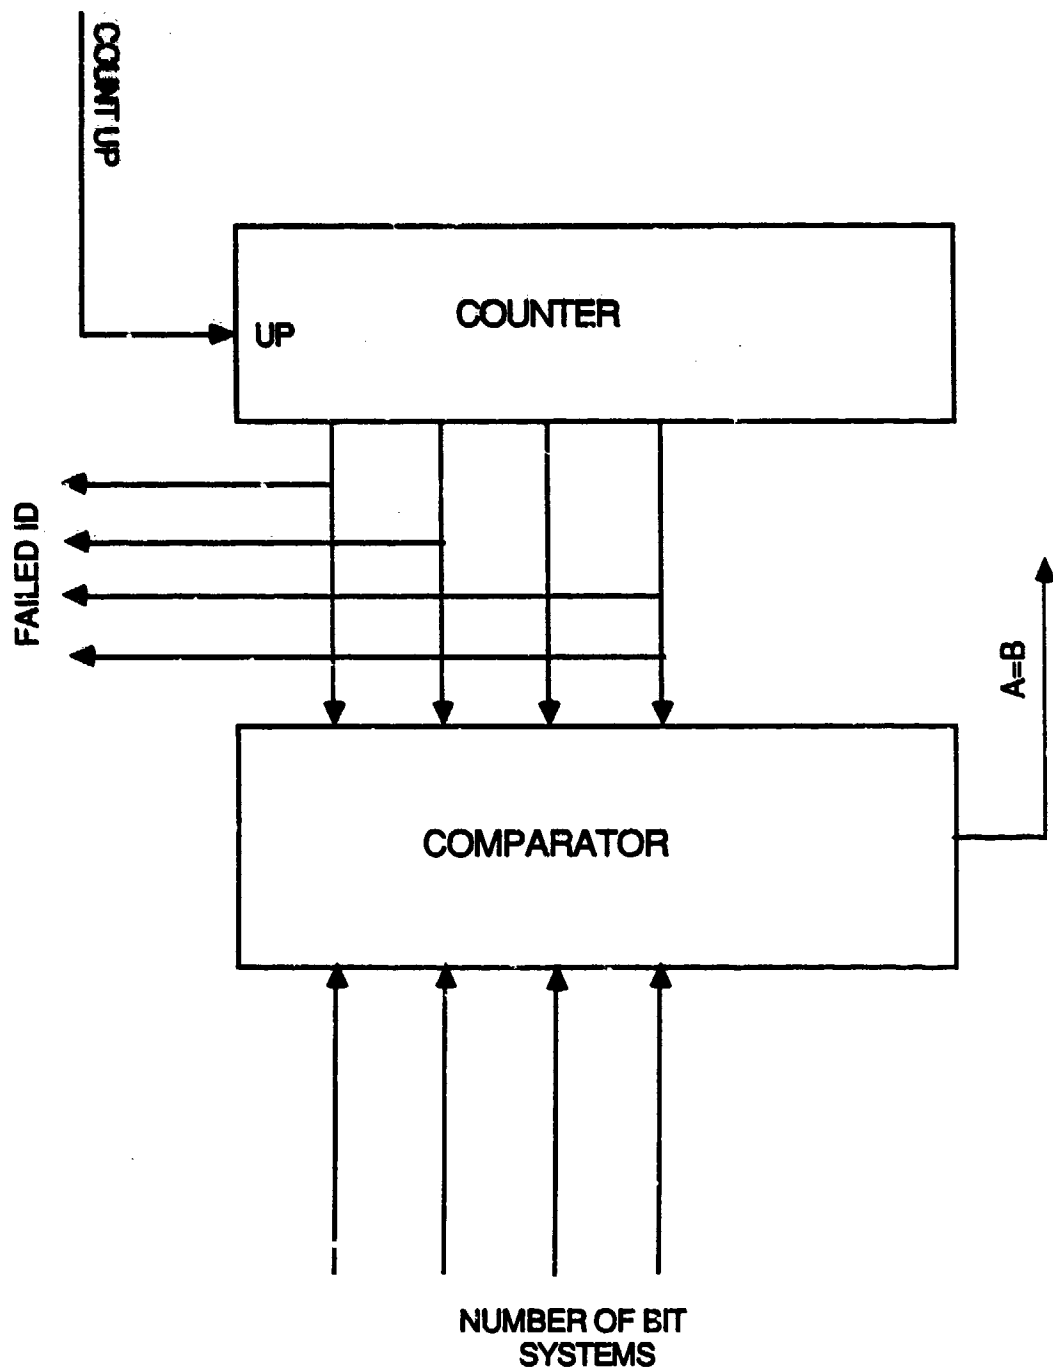 COUNT UP
COUNTER
UP
FAILED ID
A=B
COMPARATOR
NUMBER OF BIT
SYSTEMS